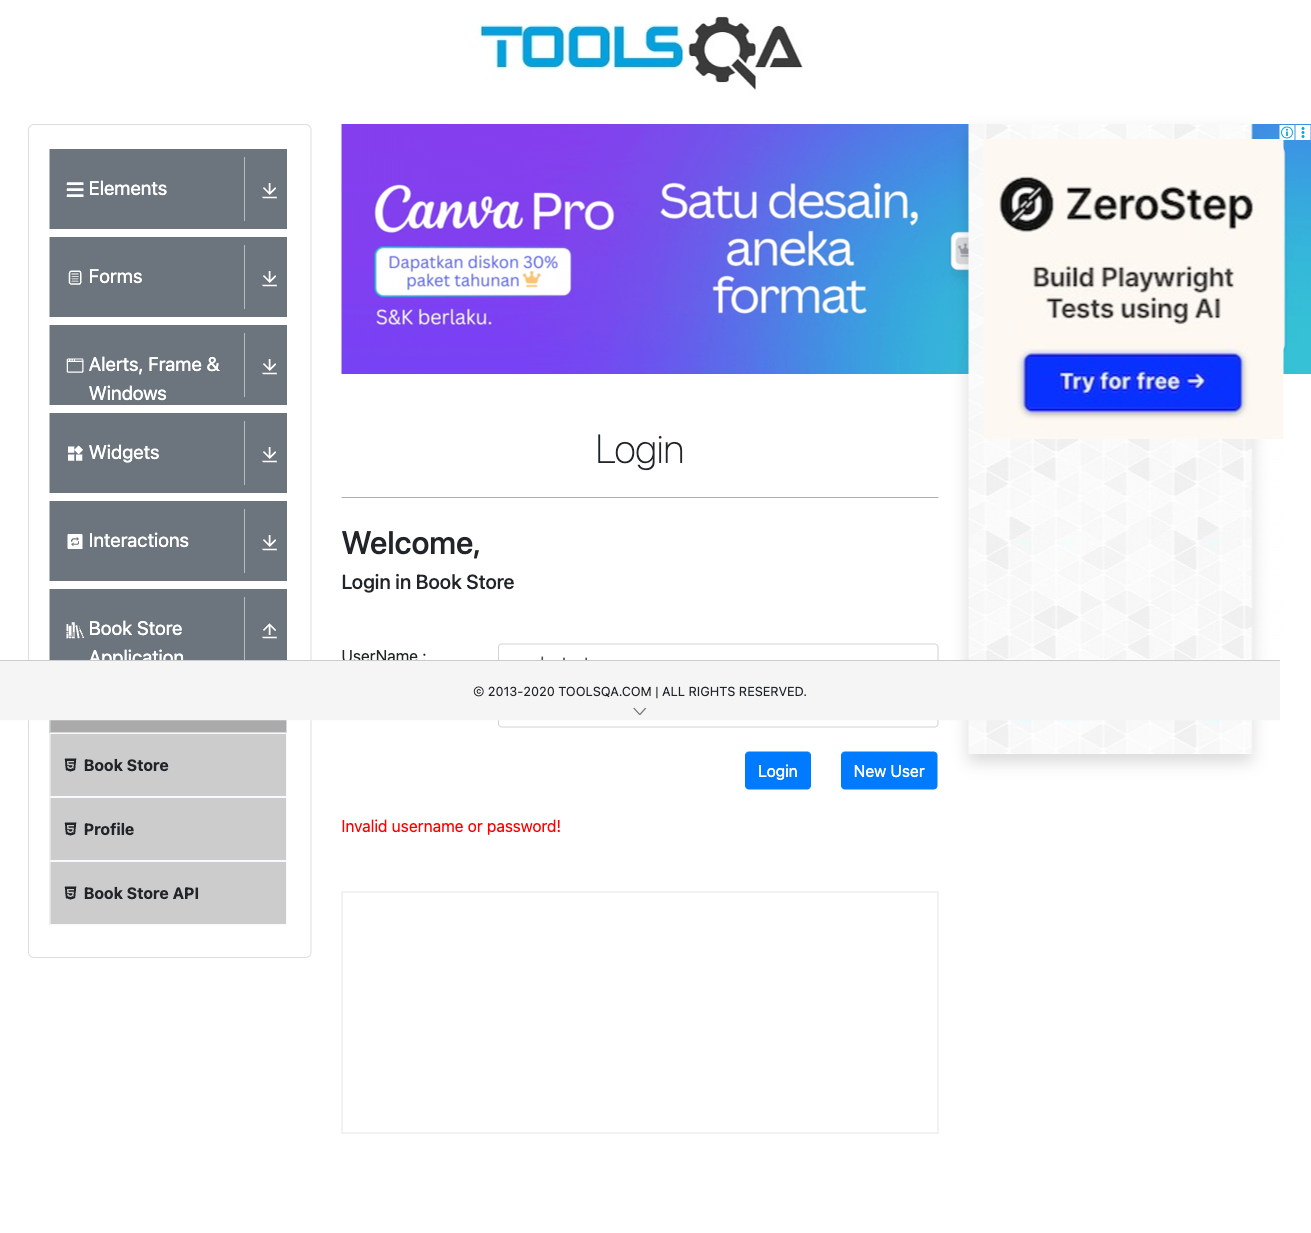 TOOLSQA
Elements
Forms
Alerts, Frame &
Windows
Widgets
Interactions
Book Store
Application
Book Store
Profile
Book Store API
Canva Pro
Dapatkan diskon 30%
paket tahunan
S&K berlaku.
Satu desain,
aneka
format
ZeroStep
Build Playwright
Tests using AI
Try for free →
Login
Welcome,
Login in Book Store
UserName :
© 2013-2020 TOOLSQA.COM | ALL RIGHTS RESERVED.
Login
New User
Invalid username or password!